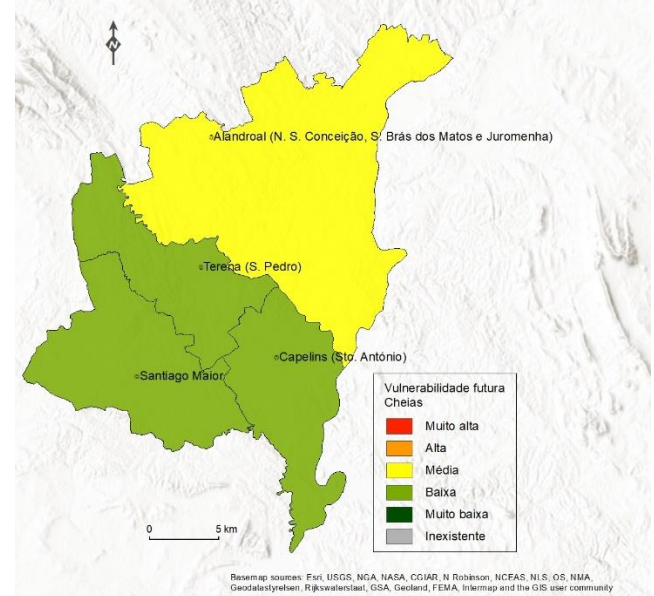 N
Alandroal (N. S. Conceição, S. Brás dos Matos e Juromenha)
Terena (S. Pedro)
Capelins (Sto. António)
Santiago Maior
Vulnerabilidade futura
Cheias
Muito alta
Alta
Média
Baixa
Muito baixa
Inexistente
0 5 km
Basemap sources: Esri, USGS, NGA, NASA, CGIAR, N Robinson, NCEAS, NLS, OS, NMA,
Geodatastyrelsen, Rijkswaterstaat, GSA, Geoland, FEMA, Intermap and the GIS user community